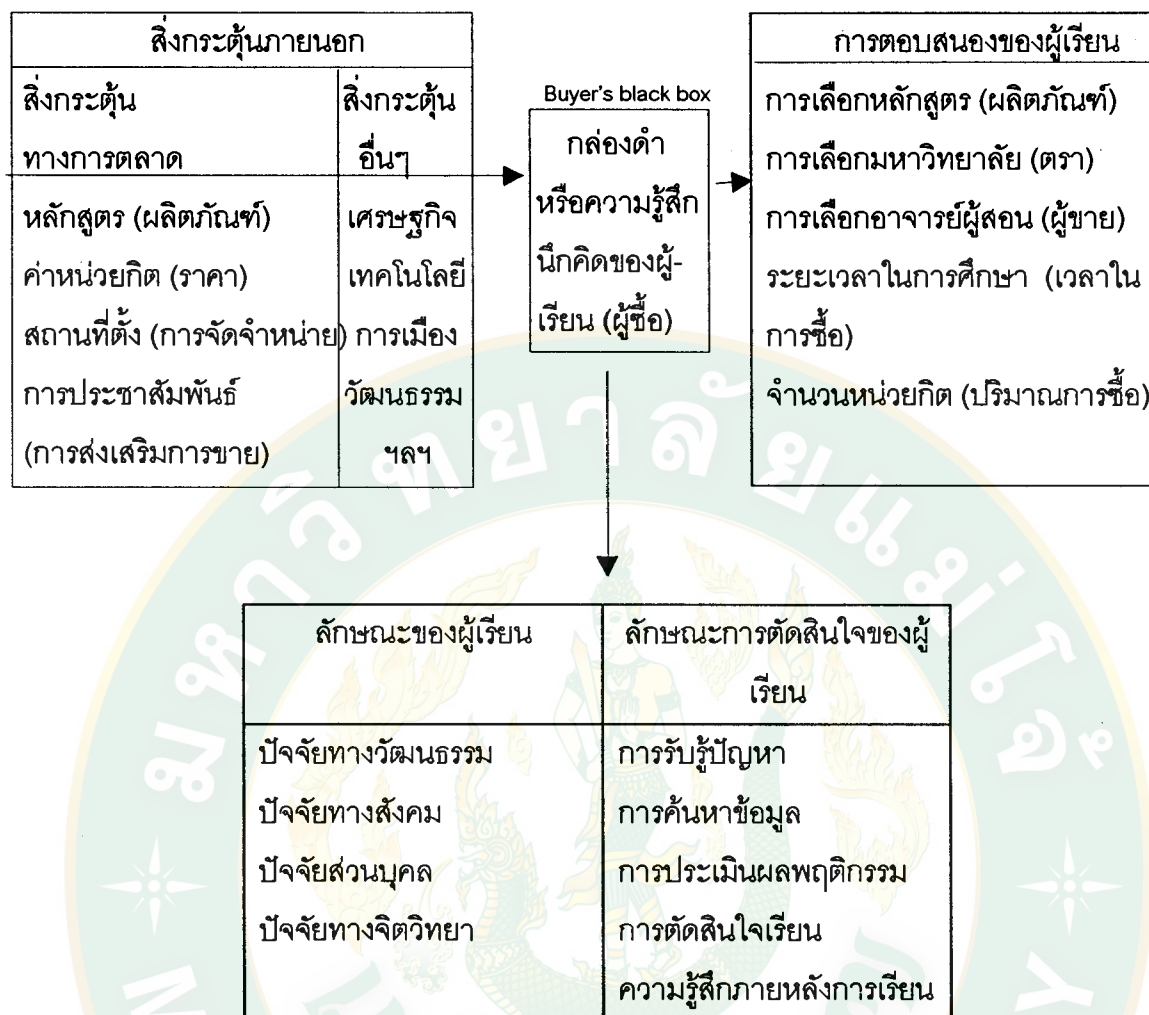 สิ่งกระตุ้นภายนอก
สิ่งกระตุ้น
ทางการตลาด
สิ่งกระตุ้น
อื่นๆ
หลักสูตร (ผลิตภัณฑ์)
ค่าหน่วยกิต (ราคา)
สถานที่ตั้ง (การจัดจำหน่าย)
การประชาสัมพันธ์
(การส่งเสริมการขาย)
เศรษฐกิจ
เทคโนโลยี
การเมือง
วัฒนธรรม
ฯลฯ
Buyer's black box
กล่องดำ
หรือความรู้สึก
นึกคิดของผู้-
เรียน (ผู้ซื้อ)
การตอบสนองของผู้เรียน
การเลือกหลักสูตร (ผลิตภัณฑ์)
การเลือกมหาวิทยาลัย (ตรา)
การเลือกอาจารย์ผู้สอน (ผู้ขาย)
ระยะเวลาในการศึกษา (เวลาใน
การซื้อ)
จำนวนหน่วยกิต (ปริมาณการซื้อ)
ลักษณะของผู้เรียน
ปัจจัยทางวัฒนธรรม
ปัจจัยทางสังคม
ปัจจัยส่วนบุคล
ปัจจัยทางจิตวิทยา
ลักษณะการตัดสินใจของผู้
เรียน
การรับรู้ปัญหา
การค้นหาข้อมูล
การประเมินผลพฤติกรรม
การตัดสินใจเรียน
ความรู้สึกภายหลังการเรียน
มหาวิทยาลัยแม่โจ้